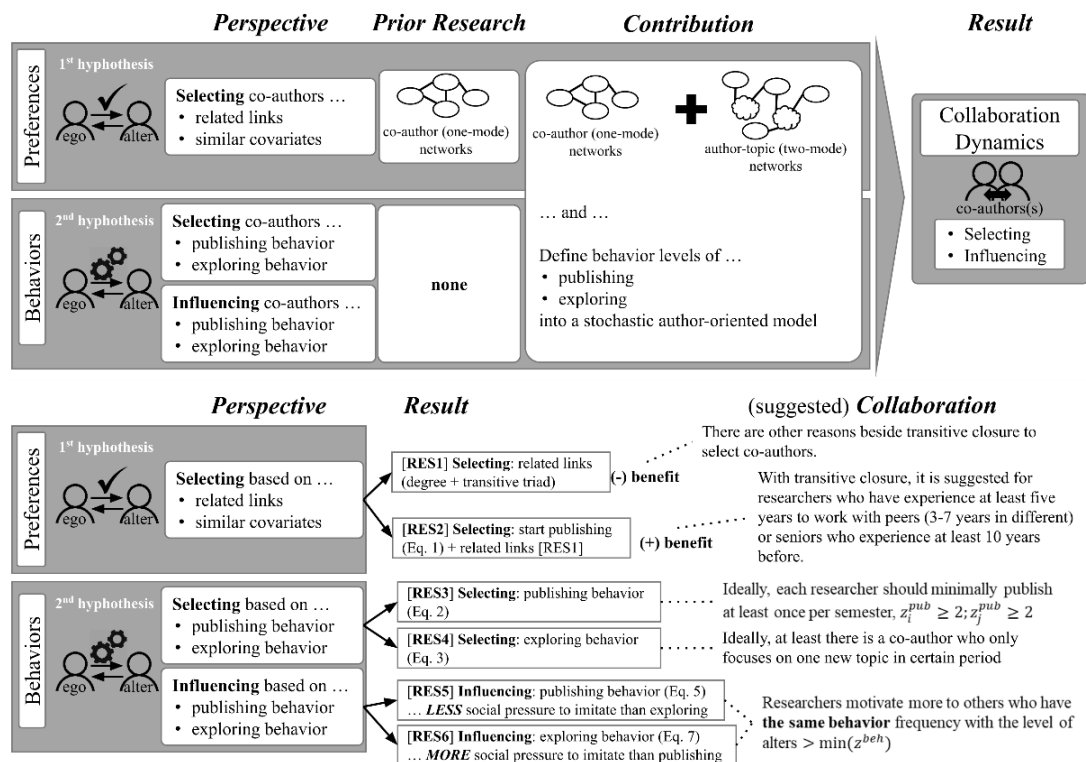 Perspective
Prior Research
Contribution
Result
Preferences
1st hyphothesis
ego
alter
Selecting co-authors …
• related links
• similar covariates
co-author (one-mode)
networks
co-author (one-mode)
networks
author-topic (two-mode)
networks
… and …
Define behavior levels of …
• publishing
• exploring
into a stochastic author-oriented model
Behaviors
2nd hyphothesis
ego
alter
Selecting co-authors …
• publishing behavior
• exploring behavior
Influencing co-authors …
• publishing behavior
• exploring behavior
none
Collaboration
Dynamics
co-authors(s)
• Selecting
• Influencing
Perspective
Result
(suggested) Collaboration
Preferences
1st hyphothesis
ego
alter
Selecting based on …
• related links
• similar covariates
[RES1] Selecting: related links
(degree + transitive triad)
(-) benefit
There are other reasons beside transitive closure to
select co-authors.
[RES2] Selecting: start publishing
(Eq. 1) + related links [RES1]
(+) benefit
With transitive closure, it is suggested for
researchers who have experience at least five
years to work with peers (3-7 years in different)
or seniors who experience at least 10 years
before.
Behaviors
2nd hyphothesis
ego
alter
Selecting based on …
• publishing behavior
• exploring behavior
Influencing based on …
• publishing behavior
• exploring behavior
[RES3] Selecting: publishing behavior
(Eq. 2)
Ideally, each researcher should minimally publish
at least once per semester, z_i^pub ≥ 2; z_j^pub ≥ 2
[RES4] Selecting: exploring behavior
(Eq. 3)
Ideally, at least there is a co-author who only
focuses on one new topic in certain period
[RES5] Influencing: publishing behavior (Eq. 5)
… LESS social pressure to imitate than exploring
[RES6] Influencing: exploring behavior (Eq. 7)
… MORE social pressure to imitate than publishing
Researchers motivate more to others who have
the same behavior frequency with the level of
alters > min(z^beh)